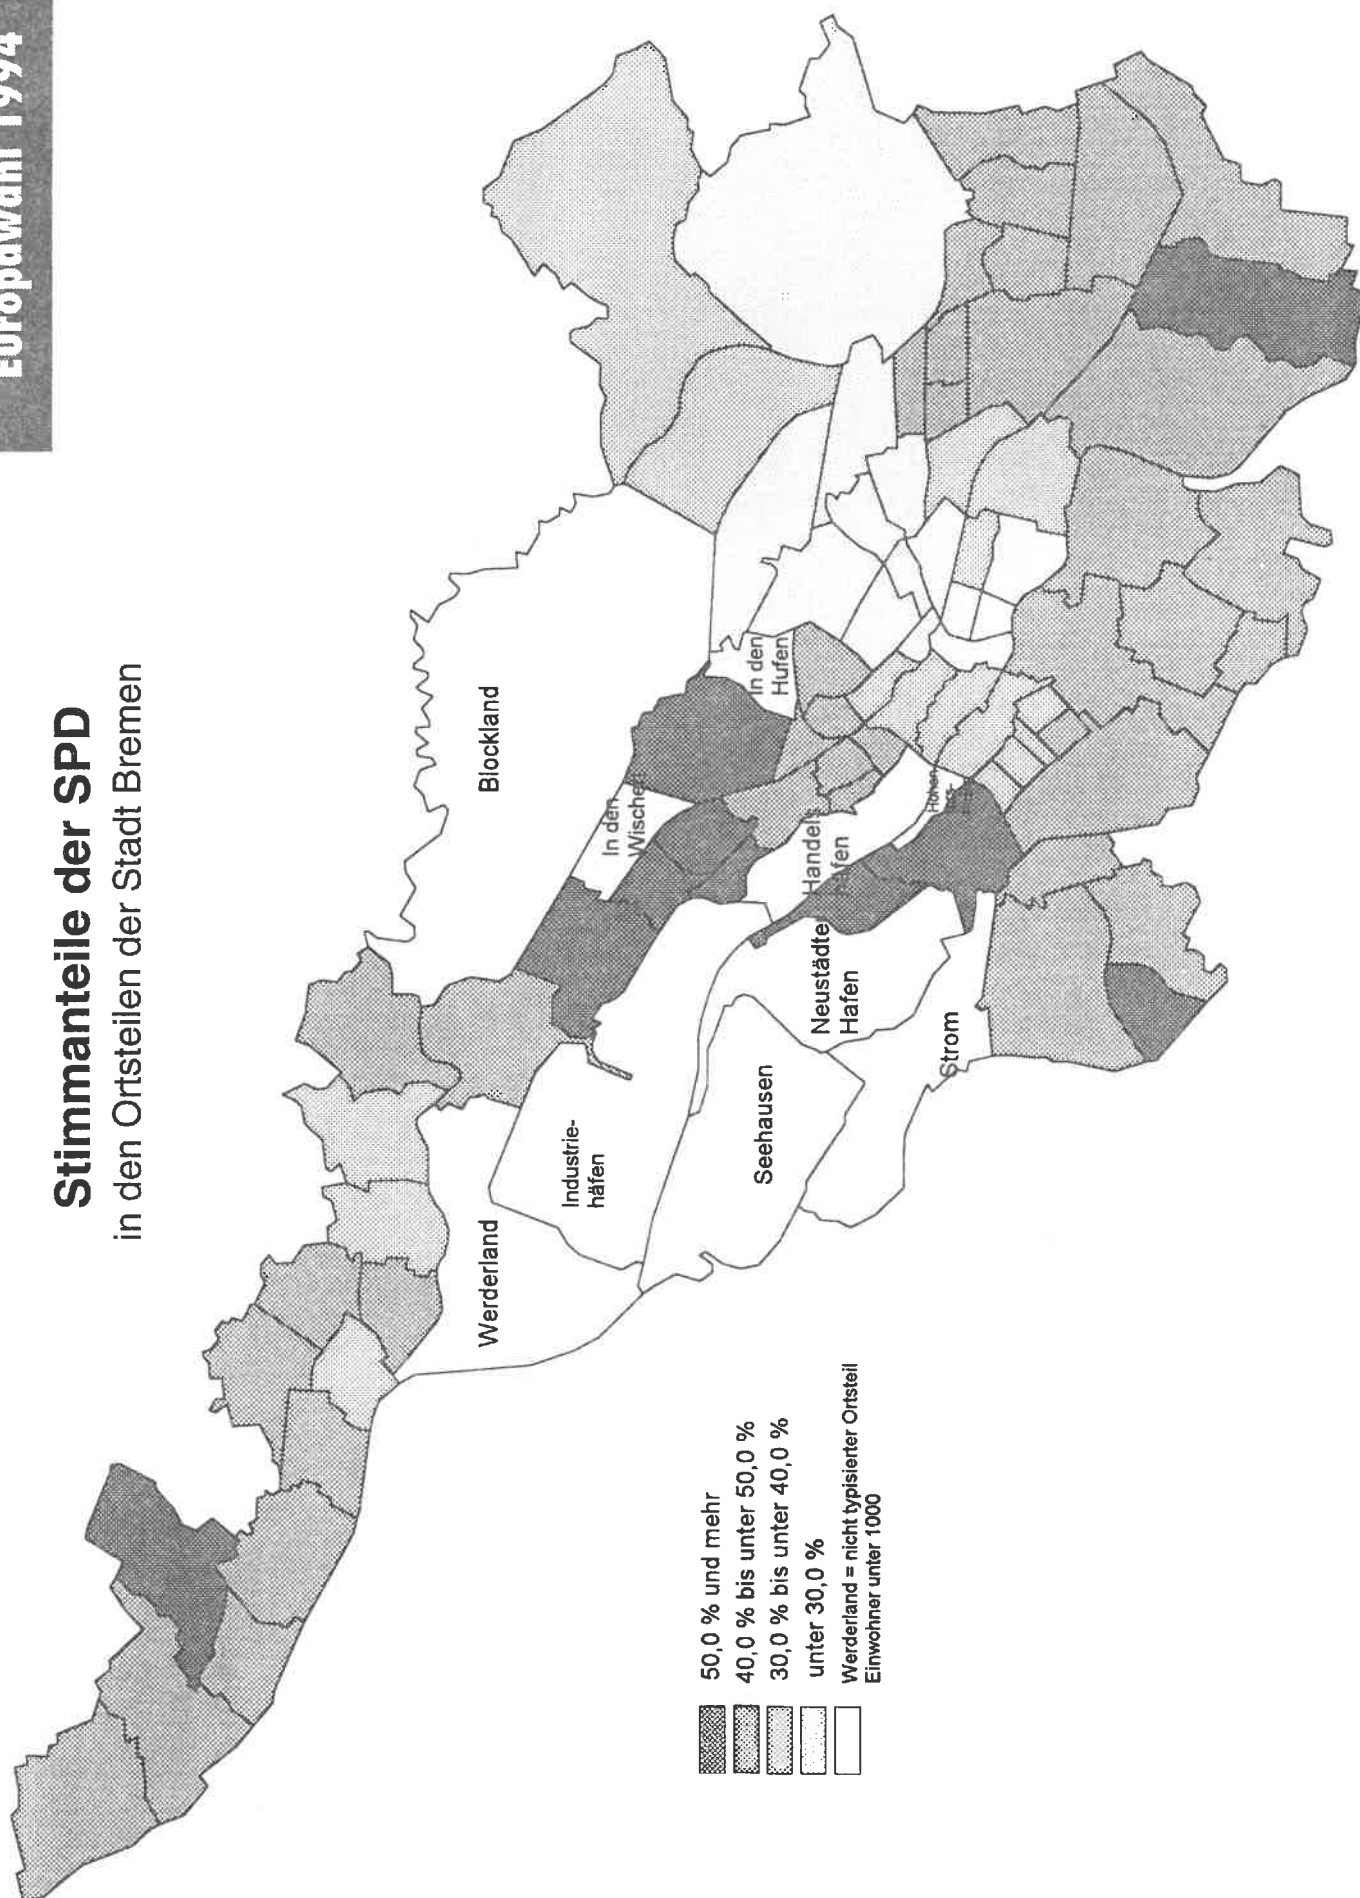 Europawahl 1994
Stimmanteile der SPD
in den Ortsteilen der Stadt Bremen
Blockland
In den
Hufen
In den
Wischen
Handels
häfen
Hohen
Neustädte
Hafen
Strom
Seehausen
Industrie-
häfen
Werderland
50,0 % und mehr
40,0 % bis unter 50,0 %
30,0 % bis unter 40,0 %
unter 30,0 %
Werderland = nicht typisierter Ortsteil
Einwohner unter 1000